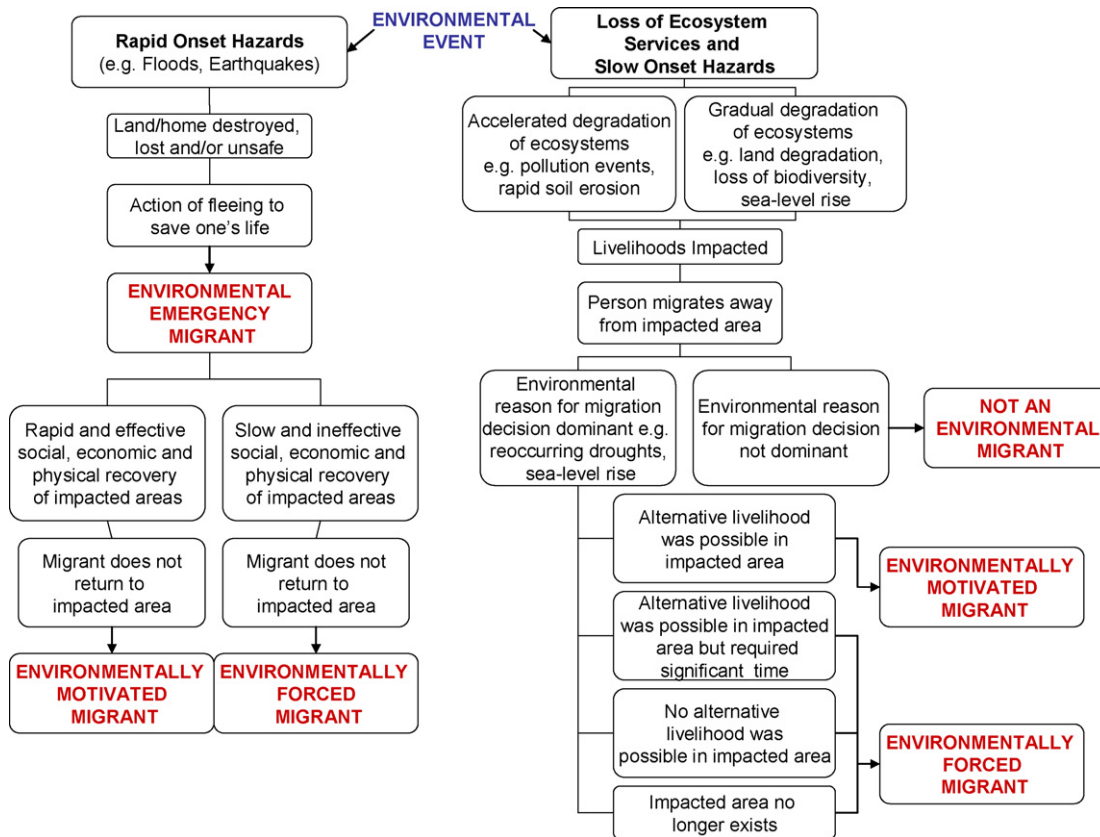 ENVIRONMENTAL
EVENT
Rapid Onset Hazards
(e.g. Floods, Earthquakes)
Land/home destroyed,
lost and/or unsafe
Action of fleeing to
save one's life
ENVIRONMENTAL
EMERGENCY
MIGRANT
Rapid and effective
social, economic and
physical recovery
of impacted areas
Migrant does not
return to
impacted area
ENVIRONMENTALLY
MOTIVATED
MIGRANT
Slow and ineffective
social, economic and
physical recovery
of impacted areas
Migrant does not
return to
impacted area
ENVIRONMENTALLY
FORCED
MIGRANT
Loss of Ecosystem
Services and
Slow Onset Hazards
Accelerated degradation
of ecosystems
e.g. pollution events,
rapid soil erosion
Gradual degradation
of ecosystems
e.g. land degradation,
loss of biodiversity,
sea-level rise
Livelihoods Impacted
Person migrates away
from impacted area
Environmental
reason for migration
decision dominant e.g.
reoccurring droughts,
sea-level rise
Environmental reason
for migration decision
not dominant
NOT AN
ENVIRONMENTAL
MIGRANT
Alternative livelihood
was possible in
impacted area
ENVIRONMENTALLY
MOTIVATED
MIGRANT
Alternative livelihood
was possible in impacted
area but required
significant time
No alternative
livelihood was
possible in impacted area
Impacted area no
longer exists
ENVIRONMENTALLY
FORCED
MIGRANT